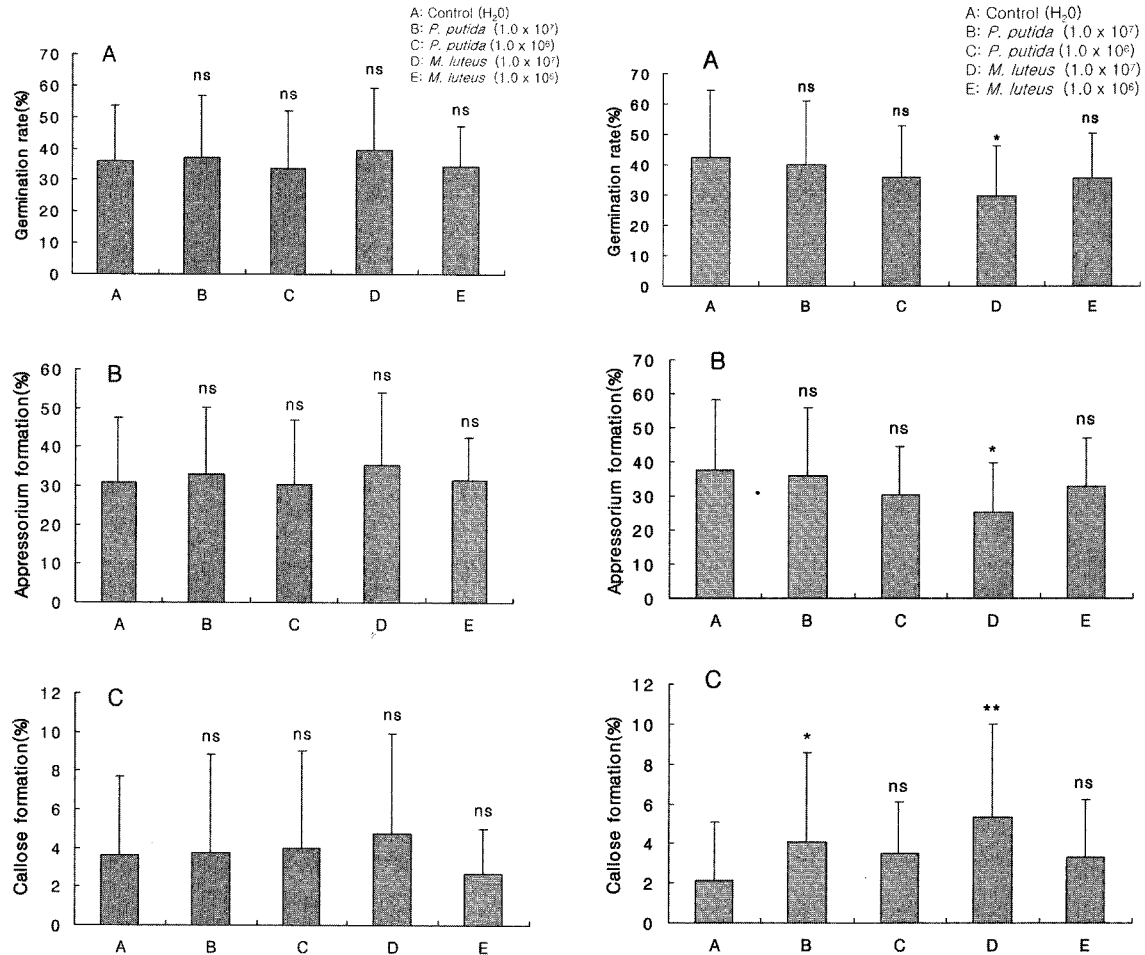 A: Control (H₂0)
B: P. putida (1.0 x 10⁷)
C: P. putida (1.0 x 10⁶)
D: M. luteus (1.0 x 10⁷)
E: M. luteus (1.0 x 10⁶)
A
Germination rate(%)
70
60
50
40
30
20
10
0
ns
ns
ns
ns
A B C D E
B
Appressorium formation(%)
60
50
40
30
20
10
0
ns
ns
ns
ns
A B C D E
C
Callose formation(%)
12
10
8
6
4
2
0
ns
ns
ns
ns
A B C D E
A: Control (H₂0)
B: P. putida (1.0 x 10⁷)
C: P. putida (1.0 x 10⁶)
D: M. luteus (1.0 x 10⁷)
E: M. luteus (1.0 x 10⁶)
A
Germination rate(%)
80
70
60
50
40
30
20
10
0
ns
ns
*
ns
A B C D E
B
Appressorium formation(%)
70
60
50
40
30
20
10
0
ns
ns
*
ns
A B C D E
C
Callose formation(%)
12
10
8
6
4
2
0
*
ns
**
ns
A B C D E